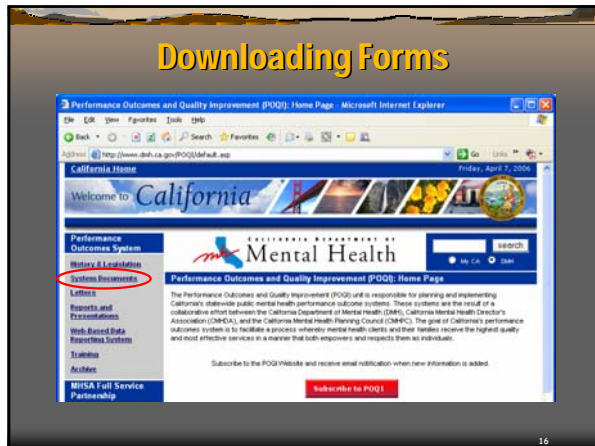 Downloading Forms
Performance Outcomes and Quality Improvement (POQI): Home Page - Microsoft Internet Explorer
File Edit View Favorites Tools Help
Back Search Favorites
Address http://www.dmh.ca.gov/POQI/default.asp Go Links
California Home Friday, April 7, 2006
Welcome to California
Performance
Outcomes System
History & Legislation
System Documents
Letters
Reports and
Presentations
Web-Based Data
Reporting System
Training
Archive
MHSA Full Service
Partnership
CALIFORNIA DEPARTMENT OF
Mental Health
search
My CA DMH
Performance Outcomes and Quality Improvement (POQI): Home Page
The Performance Outcomes and Quality Improvement (POQI) unit is responsible for planning and implementing
California's statewide public mental health performance outcome systems. These systems are the result of a
collaborative effort between the California Department of Mental Health (DMH), California Mental Health Director's
Association (CMHDA), and the California Mental Health Planning Council (CMHPC). The goal of California's performance
outcomes system is to facilitate a process whereby mental health clients and their families receive the highest quality
and most effective services in a manner that both empowers and respects them as individuals.
Subscribe to the POQI Website and receive email notification when new information is added.
Subscribe to POQI
16